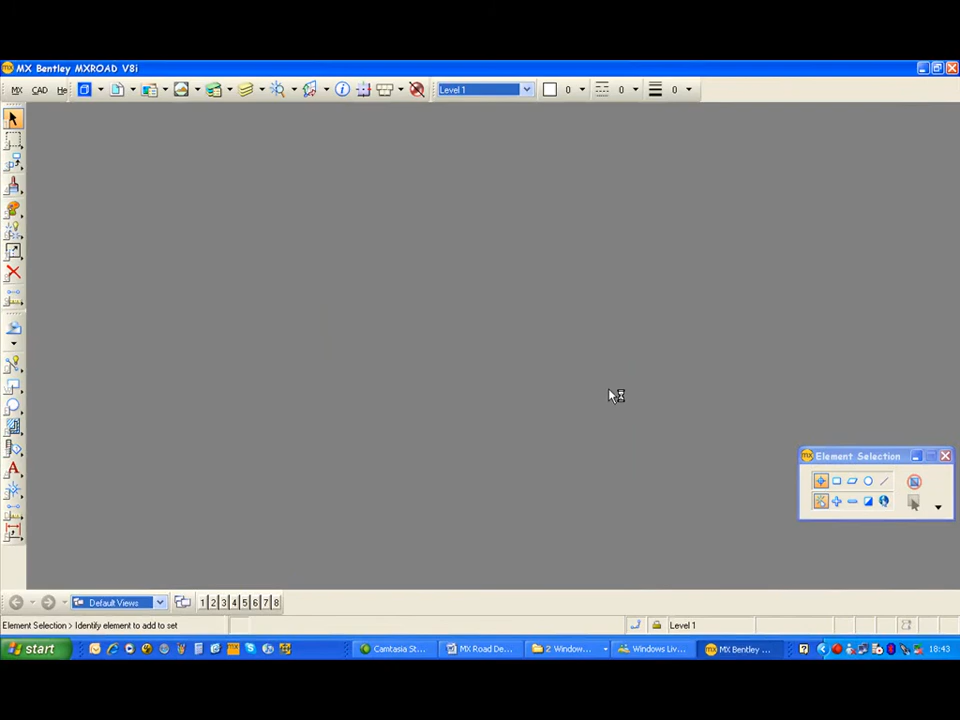 MX Bentley MXROAD V8i
MX CAD He Level 1 0 0 0
Element Selection
Default Views 1 2 3 4 5 6 7 8
Element Selection > Identify element to add to set Level 1
start Camtasia St... MX Road De... 2 Window... Windows Liv... MX Bentley ... 18:43